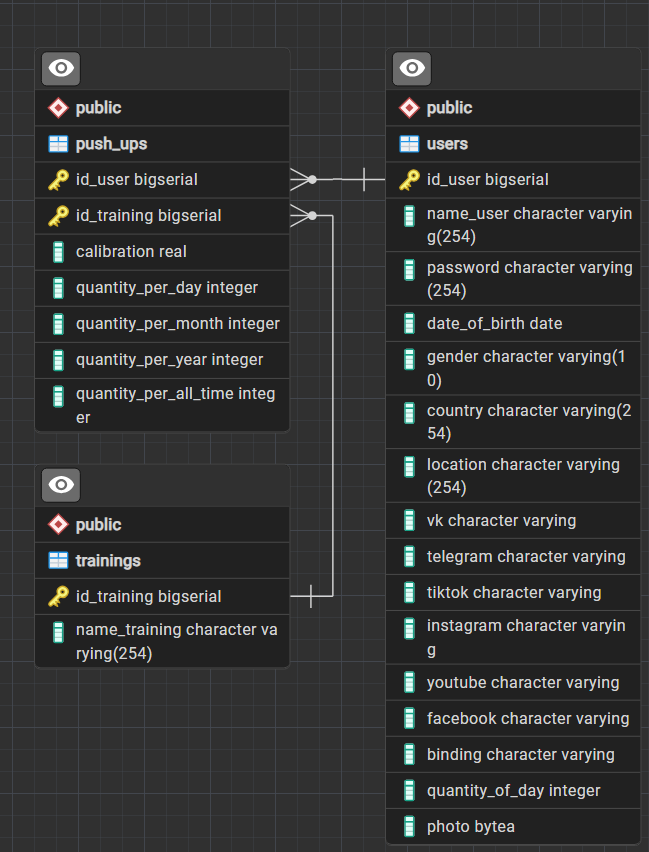 public
push_ups
id_user bigserial
id_training bigserial
calibration real
quantity_per_day integer
quantity_per_month integer
quantity_per_year integer
quantity_per_all_time integ
er
public
trainings
id_training bigserial
name_training character va
rying(254)
public
users
id_user bigserial
name_user character varyin
g(254)
password character varying
(254)
date_of_birth date
gender character varying(1
0)
country character varying(2
54)
location character varying
(254)
vk character varying
telegram character varying
tiktok character varying
instagram character varyin
g
youtube character varying
facebook character varying
binding character varying
quantity_of_day integer
photo bytea